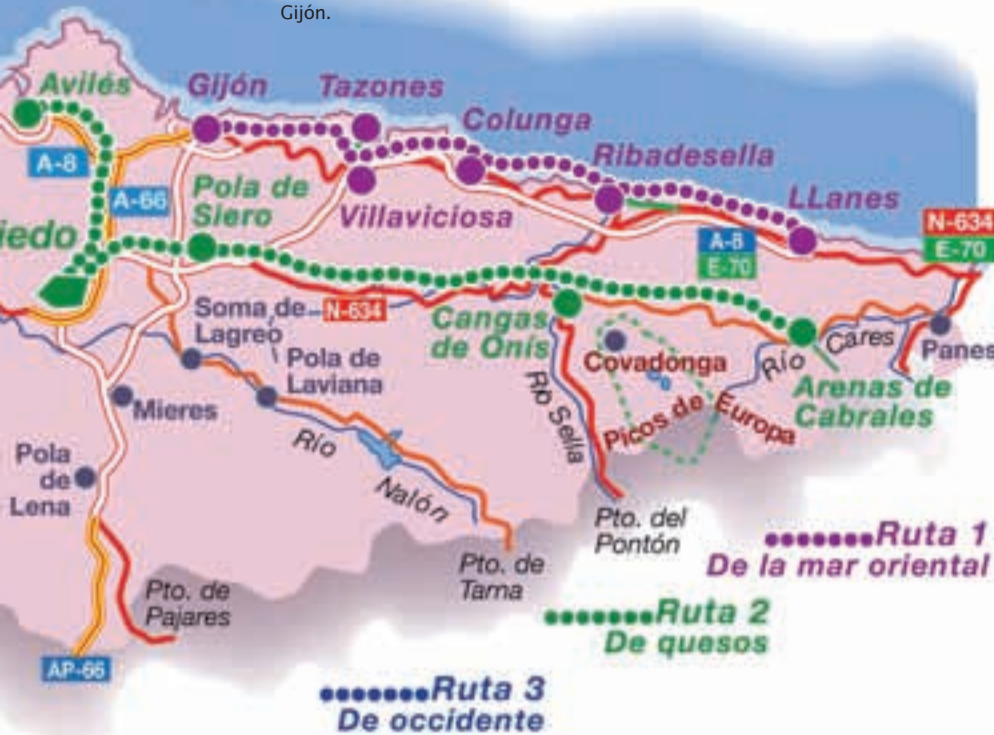 Gijón.
Avilés
Gijón
Tazones
Colunga
Ribadesella
LLanes
A-8
A-66
Pola de
Siero
Villaviciosa
N-634
E-70
A-8
E-70
iedo
Soma de
Lagreo
N-634
Cangas
de Onís
Covadonga
Río
Cares
Panes
Pola de
Laviana
Mieres
Río Sella
Picos de Europa
Arenas de
Cabrales
Río
Nalón
Pola
de
Lena
Pto. del
Pontón
Pto. de
Tarna
Pto. de
Pajares
AP-66
Ruta 1
De la mar oriental
Ruta 2
De quesos
Ruta 3
De occidente